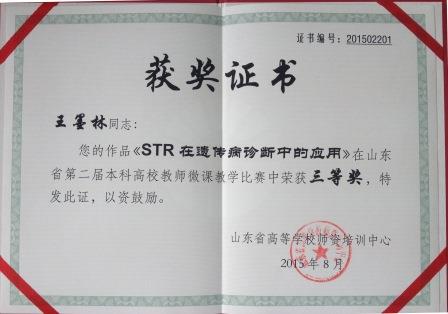 证书编号：201502201
获奖证书
王墨林同志：
您的作品《STR在遗传病诊断中的应用》在山东
省第二届本科高校教师微课教学比赛中荣获三等奖，特
发此证，以资鼓励。
山东省高等学校师资培训中心
2015年8月